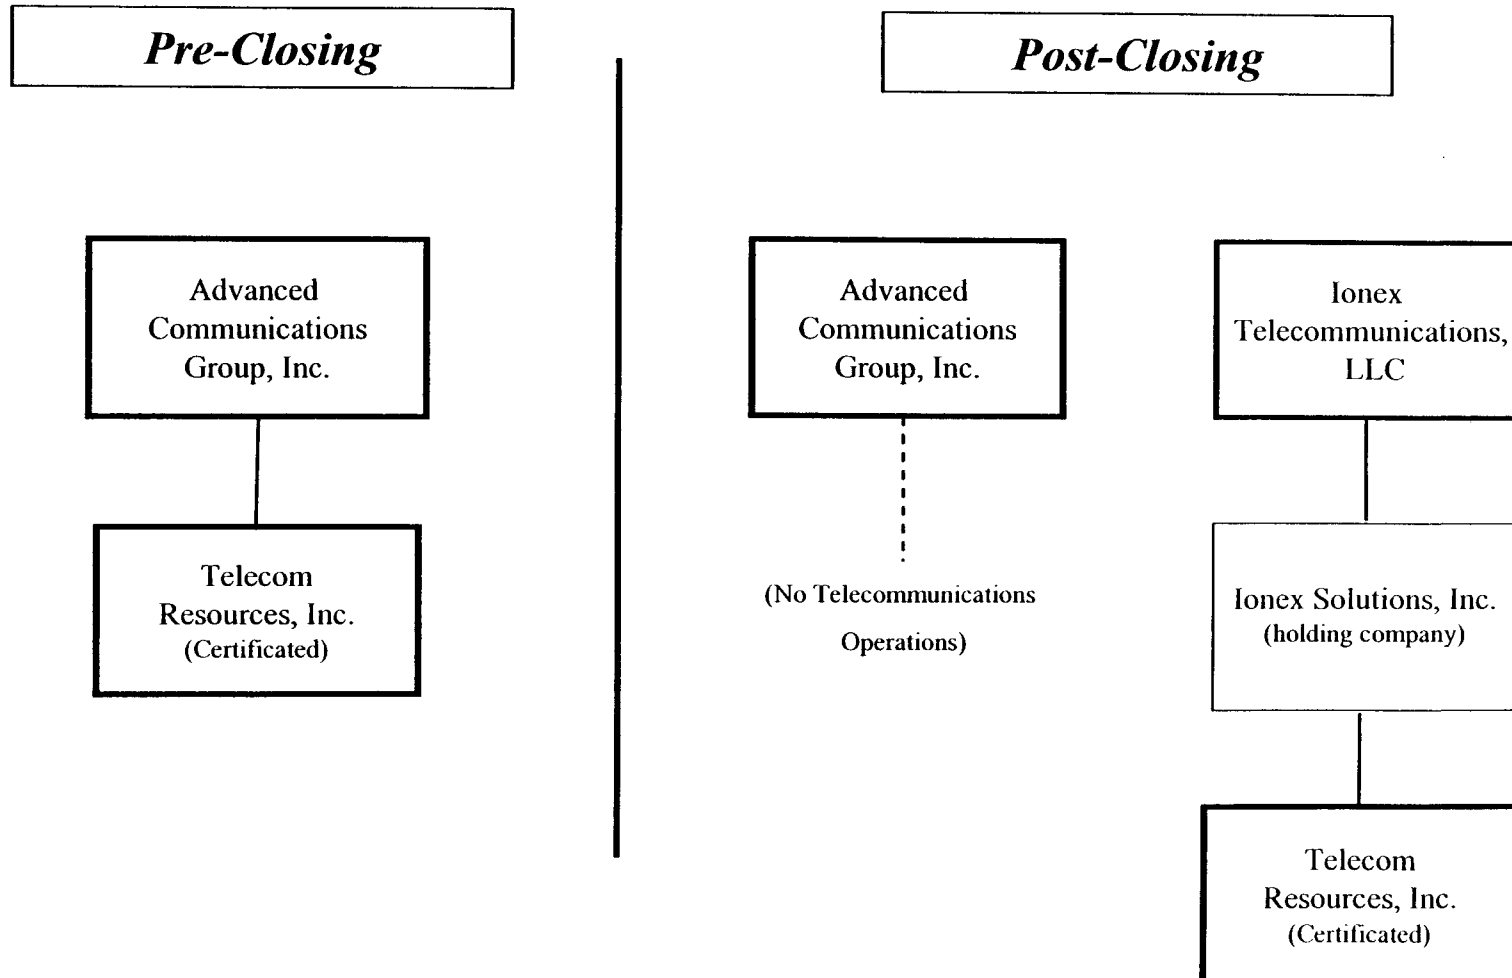 Pre-Closing
Post-Closing
Advanced
Communications
Group, Inc.
Telecom
Resources, Inc.
(Certificated)
Advanced
Communications
Group, Inc.
(No Telecommunications
Operations)
Ionex
Telecommunications,
LLC
Ionex Solutions, Inc.
(holding company)
Telecom
Resources, Inc.
(Certificated)